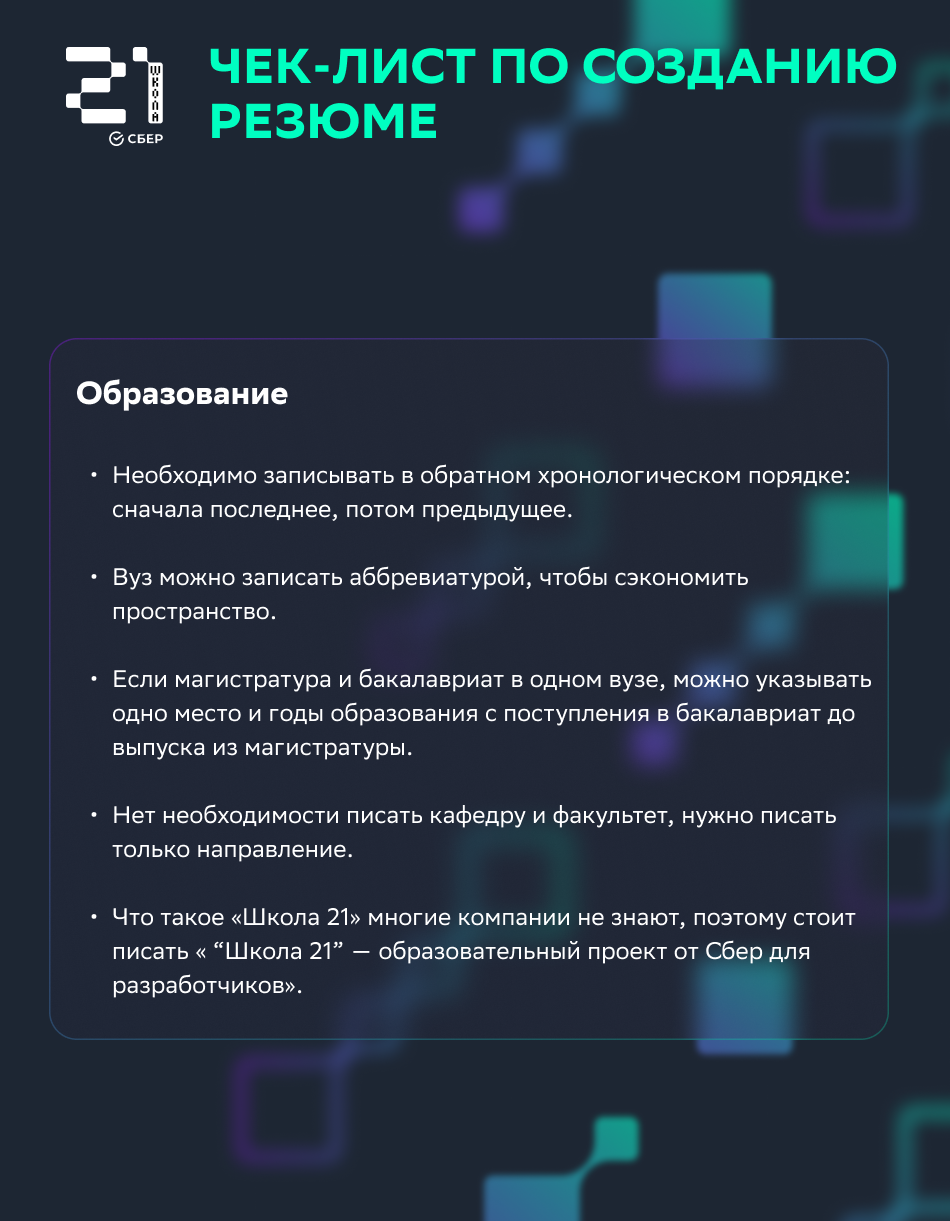 21
ШКОЛА
СБЕР
ЧЕК-ЛИСТ ПО СОЗДАНИЮ
РЕЗЮМЕ
Образование
• Необходимо записывать в обратном хронологическом порядке:
сначала последнее, потом предыдущее.
• Вуз можно записать аббревиатурой, чтобы сэкономить
пространство.
• Если магистратура и бакалавриат в одном вузе, можно указывать
одно место и годы образования с поступления в бакалавриат до
выпуска из магистратуры.
• Нет необходимости писать кафедру и факультет, нужно писать
только направление.
• Что такое «Школа 21» многие компании не знают, поэтому стоит
писать « “Школа 21” — образовательный проект от Сбер для
разработчиков».